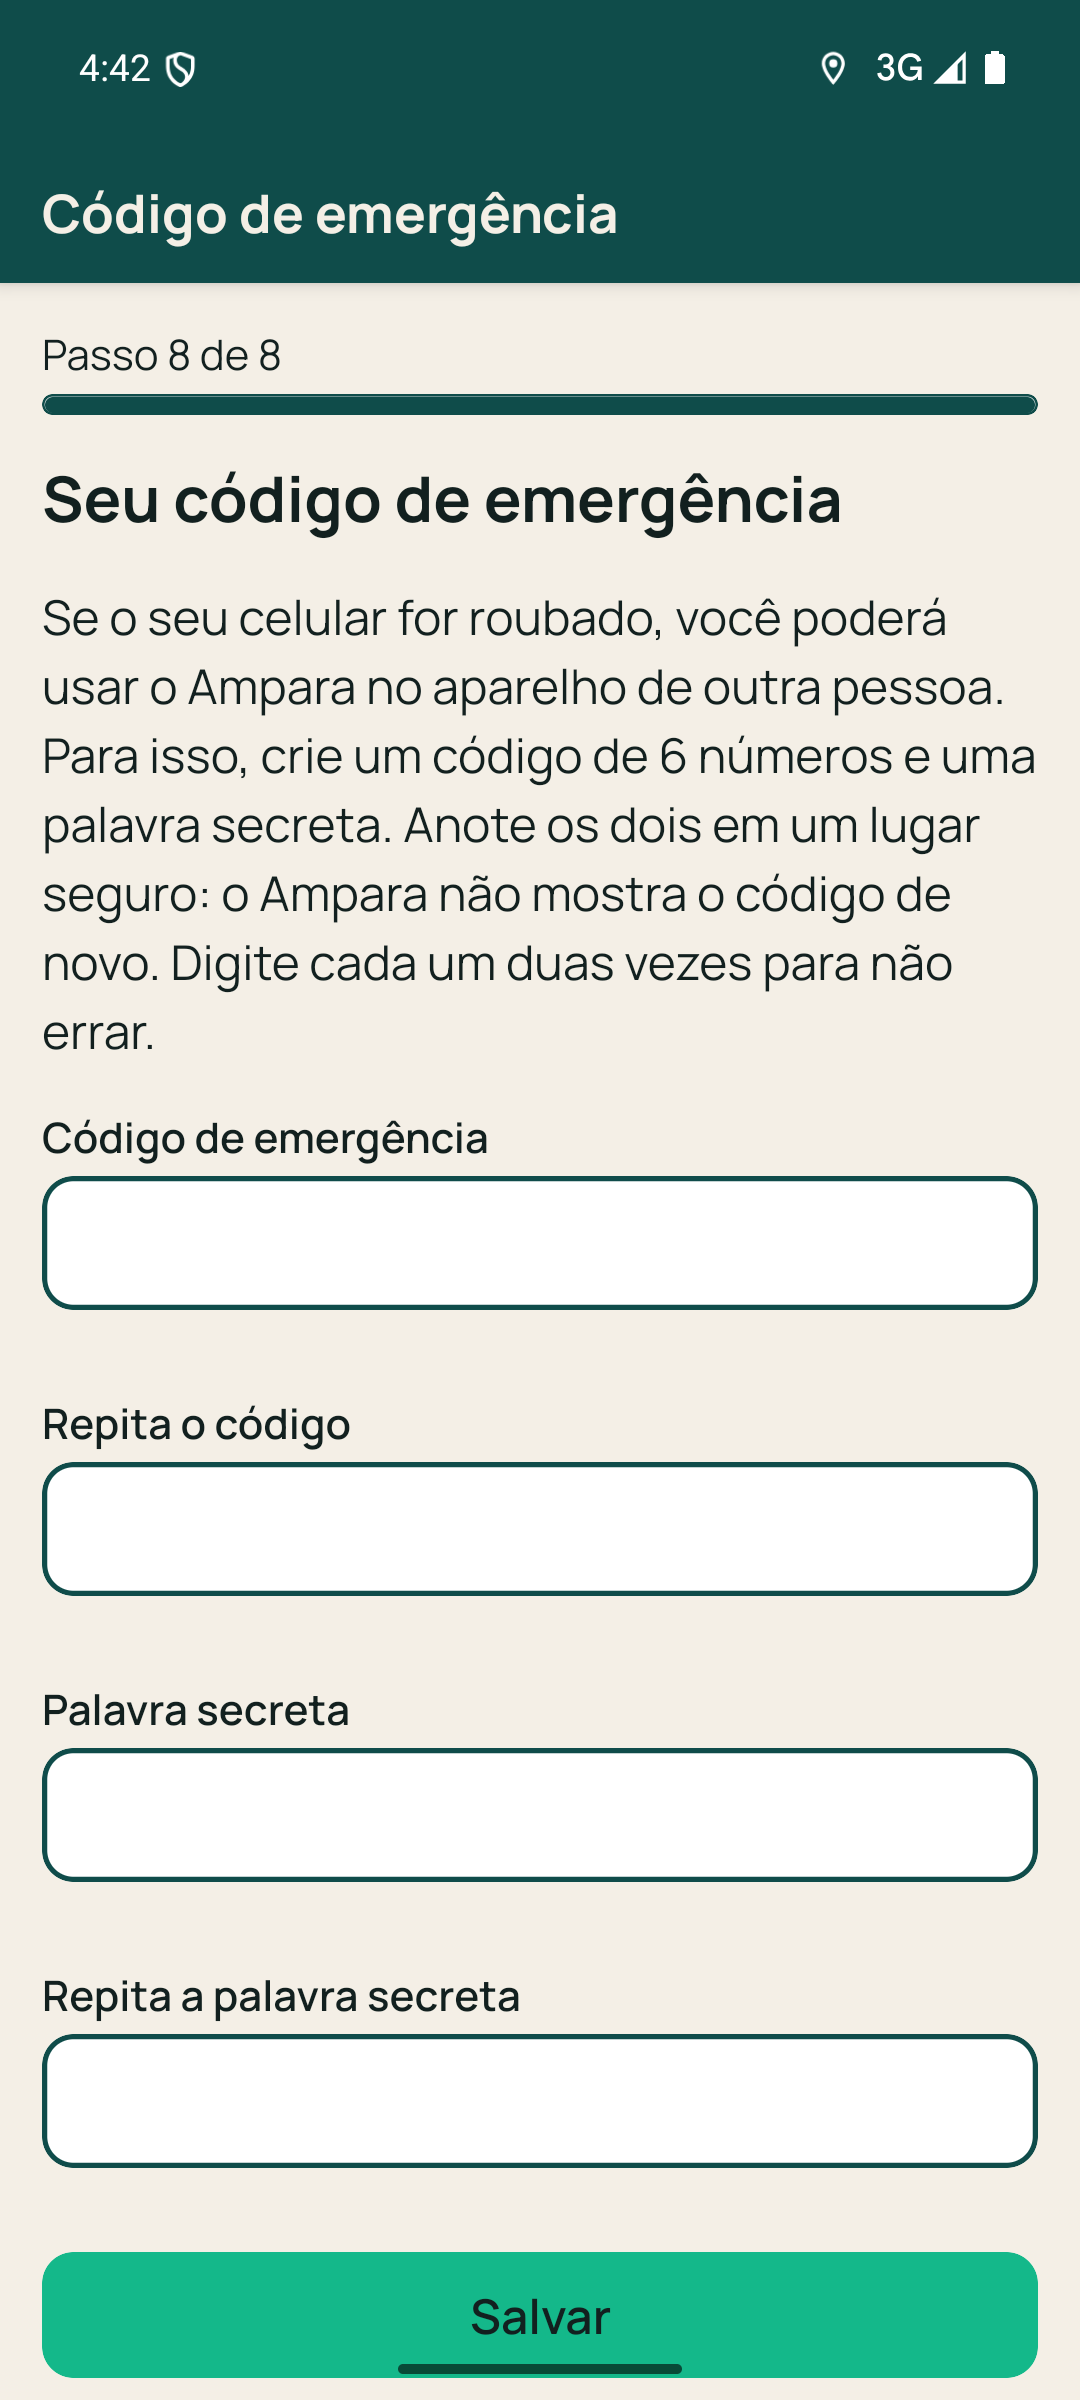 4:42
3G
Código de emergência
Passo 8 de 8
Seu código de emergência
Se o seu celular for roubado, você poderá
usar o Ampara no aparelho de outra pessoa.
Para isso, crie um código de 6 números e uma
palavra secreta. Anote os dois em um lugar
seguro: o Ampara não mostra o código de
novo. Digite cada um duas vezes para não
errar.
Código de emergência
Repita o código
Palavra secreta
Repita a palavra secreta
Salvar